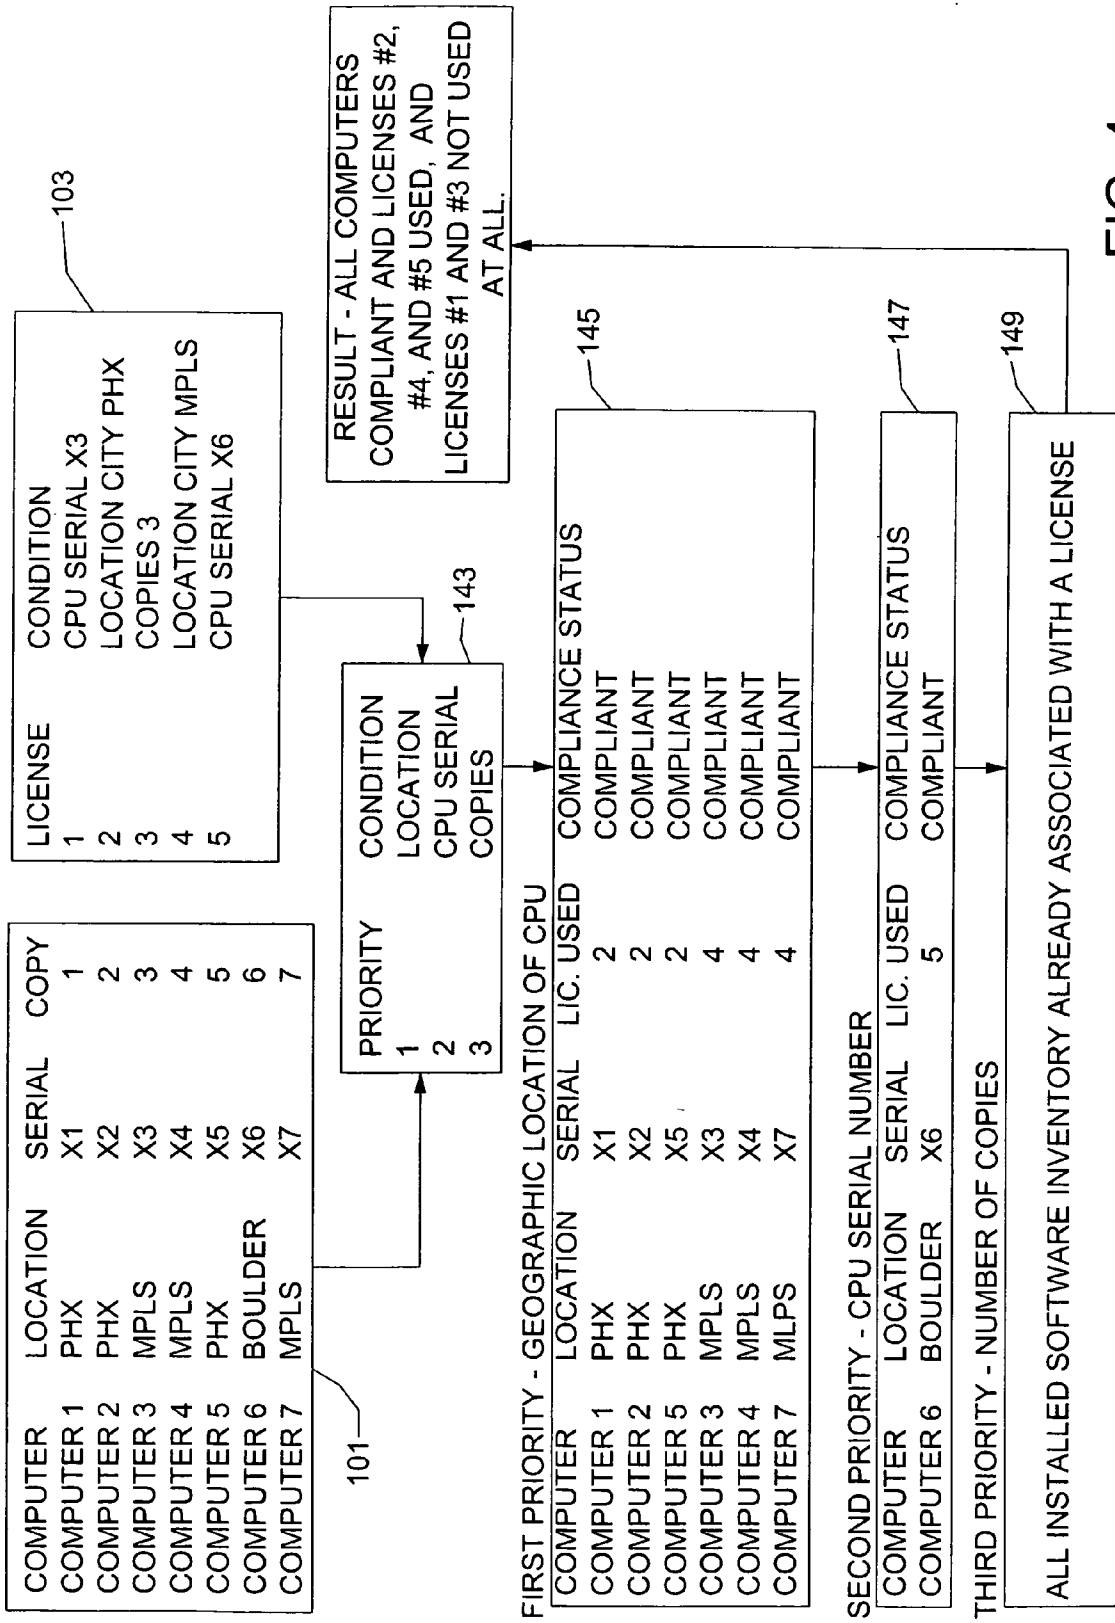 COMPUTER LOCATION SERIAL COPY
COMPUTER 1 PHX X1 1
COMPUTER 2 PHX X2 2
COMPUTER 3 MPLS X3 3
COMPUTER 4 MPLS X4 4
COMPUTER 5 PHX X5 5
COMPUTER 6 BOULDER X6 6
COMPUTER 7 MPLS X7 7
101
LICENSE CONDITION
1 CPU SERIAL X3
2 LOCATION CITY PHX
3 COPIES 3
4 LOCATION CITY MPLS
5 CPU SERIAL X6
103
PRIORITY CONDITION
1 LOCATION
2 CPU SERIAL
3 COPIES
143
FIRST PRIORITY - GEOGRAPHIC LOCATION OF CPU
COMPUTER LOCATION SERIAL LIC. USED COMPLIANCE STATUS
COMPUTER 1 PHX X1 2 COMPLIANT
COMPUTER 2 PHX X2 2 COMPLIANT
COMPUTER 5 PHX X5 2 COMPLIANT
COMPUTER 3 MPLS X3 4 COMPLIANT
COMPUTER 4 MPLS X4 4 COMPLIANT
COMPUTER 7 MLPS X7 4 COMPLIANT
145
SECOND PRIORITY - CPU SERIAL NUMBER
COMPUTER LOCATION SERIAL LIC. USED COMPLIANCE STATUS
COMPUTER 6 BOULDER X6 5 COMPLIANT
147
THIRD PRIORITY - NUMBER OF COPIES
ALL INSTALLED SOFTWARE INVENTORY ALREADY ASSOCIATED WITH A LICENSE
149
RESULT - ALL COMPUTERS
COMPLIANT AND LICENSES #2,
#4, AND #5 USED, AND
LICENSES #1 AND #3 NOT USED
AT ALL.